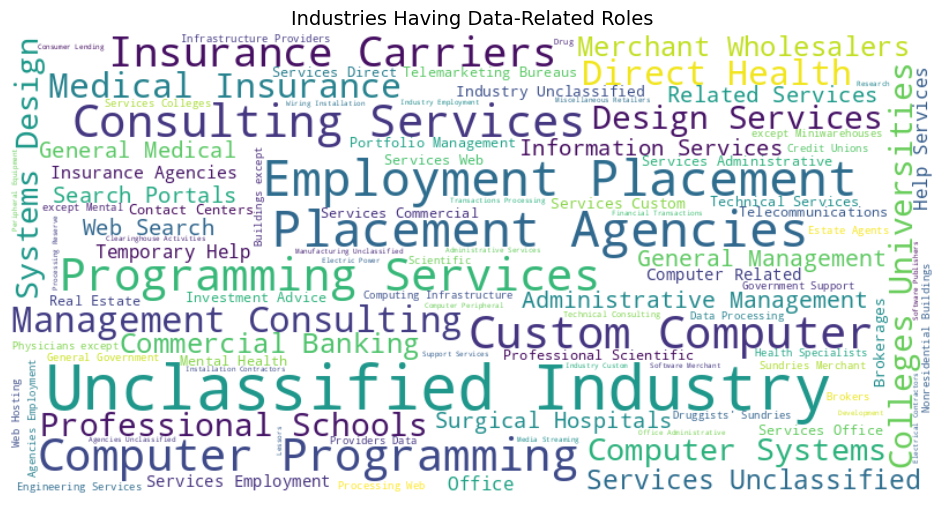 Industries Having Data-Related Roles
Consumer Lending
Infrastructure Providers
Insurance Carriers
Drug
Merchant Wholesalers
Systems Design
Medical Insurance
Services Direct
Telemarketing Bureaus
Direct Health
Research
Services Colleges
Wiring Installation
Industry Employment
Industry Unclassified
Miscellaneous Retailers
Related Services
Help Services
Consulting Services
Design Services
General Medical
Portfolio Management
Information Services
except Miniwarehouses
Credit Unions
Peripheral Equipment
Insurance Agencies
Buildings except
Services Web
Services Administrative
Employment Placement
Technical Services
Search Portals
except Mental
Contact Centers
Transactions Processing
Services Custom
Telecommunications
Services Commercial
Financial Transactions
Web Search
Placement Agencies
Estate Agents
Clearinghouse Activities
Processing Reserve
Temporary Help
Manufacturing Unclassified
Administrative Services
General Management
Electric Power
Scientific
Programming Services
Computer Related
Government Support
Colleges Universities
Software Publishers
Nonresidential Buildings
Real Estate
Investment Advice
Computing Infrastructure
Computer Peripheral
Administrative Management
Technical Consulting
Data Processing
Management Consulting
Custom Computer
Brokerages
Physicians except
Commercial Banking
General Government
Mental Health
Support Services
Professional Scientific
Health Specialists
Installation Contractors
Industry Custom
Software Merchant
Sundries Merchant
Agencies Employment
Unclassified Industry
Brokers
Web Hosting
Professional Schools
Surgical Hospitals
Druggists' Sundries
Development
Electrical Contractors
Agencies Unclassified
Lessors
Providers Data
Media Streaming
Office Administrative
Services Office
Computer Programming
Computer Systems
Engineering Services
Services Employment
Processing Web
Office
Services Unclassified